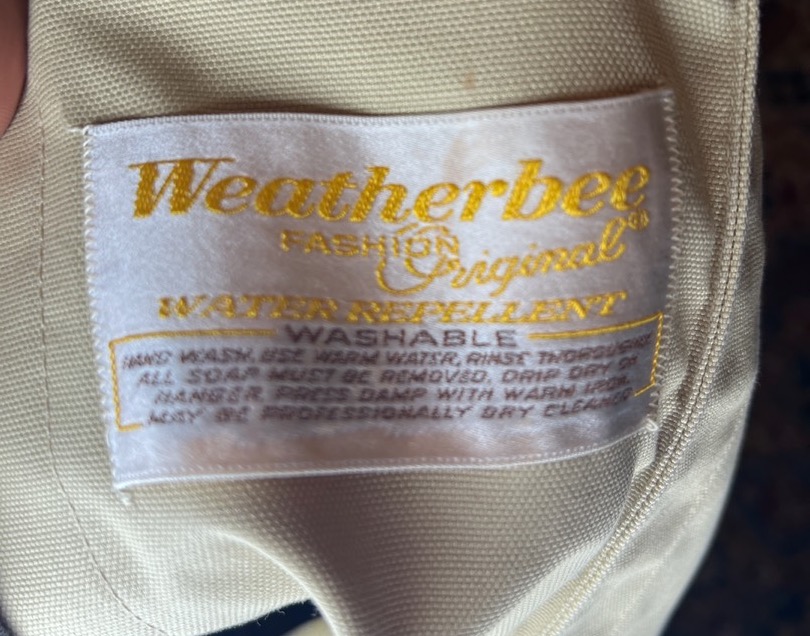 Weatherbee
FASHION Original
WATER REPELLENT
WASHABLE
HAND WASH. USE WARM WATER, RINSE THOROUGHLY
ALL SOAP MUST BE REMOVED. DRIP DRY ON
HANGER. PRESS DAMP WITH WARM IRON.
MAY BE PROFESSIONALLY DRY CLEANED